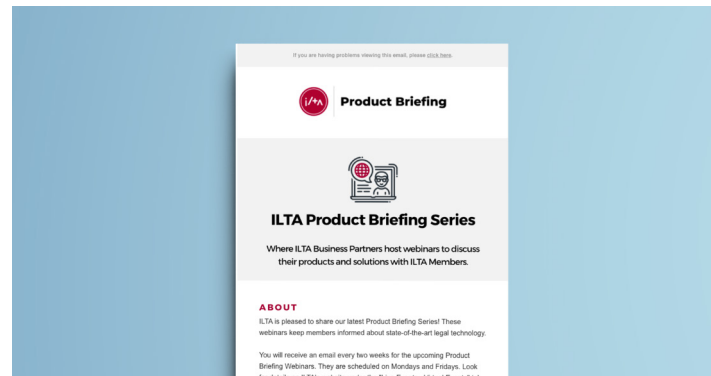 If you are having problems viewing this email, please click here.
ilta
Product Briefing
ILTA Product Briefing Series
Where ILTA Business Partners host webinars to discuss
their products and solutions with ILTA Members.
ABOUT
ILTA is pleased to share our latest Product Briefing Series! These
webinars keep members informed about state-of-the-art legal technology.
You will receive an email every two weeks for the upcoming Product
Briefing Webinars. They are scheduled on Mondays and Fridays. Look